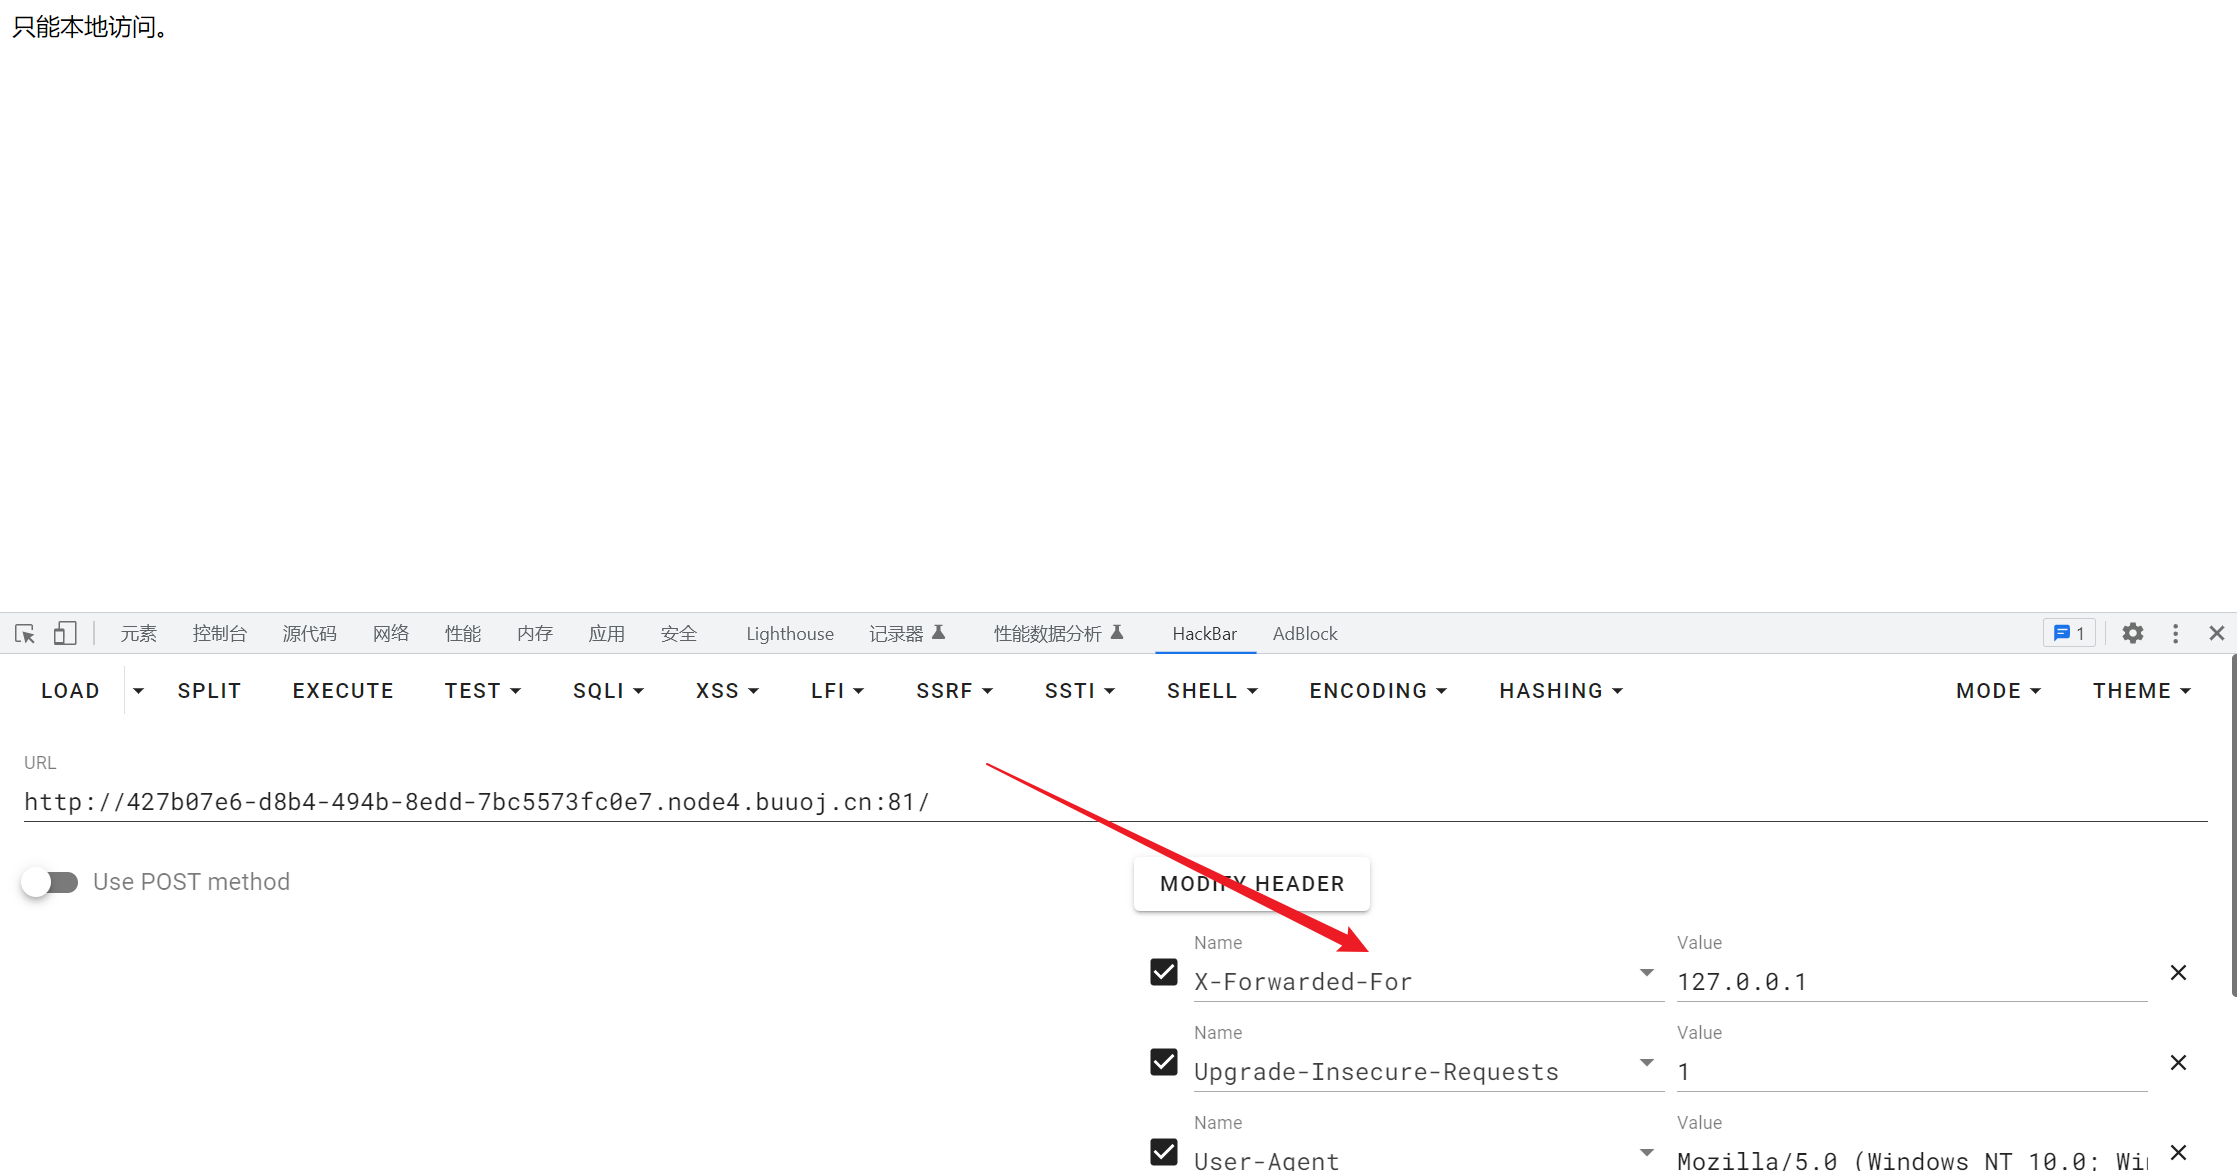 只能本地访问。
元素 控制台 源代码 网络 性能 内存 应用 安全 Lighthouse 记录器 性能数据分析 HackBar AdBlock 1
LOAD SPLIT EXECUTE TEST SQLI XSS LFI SSRF SSTI SHELL ENCODING HASHING MODE THEME
URL
http://427b07e6-d8b4-494b-8edd-7bc5573fc0e7.node4.buuoj.cn:81/
Use POST method
MODIFY HEADER
Name Value
X-Forwarded-For 127.0.0.1
Name Value
Upgrade-Insecure-Requests 1
Name Value
User-Agent Mozilla/5.0 (Windows NT 10.0; Wi